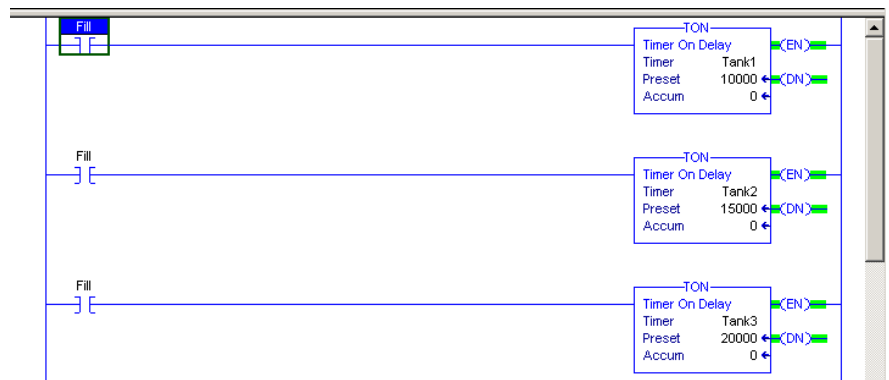 Fill
TON
Timer On Delay (EN)
Timer Tank1
Preset 10000 (DN)
Accum 0
Fill
TON
Timer On Delay (EN)
Timer Tank2
Preset 15000 (DN)
Accum 0
Fill
TON
Timer On Delay (EN)
Timer Tank3
Preset 20000 (DN)
Accum 0